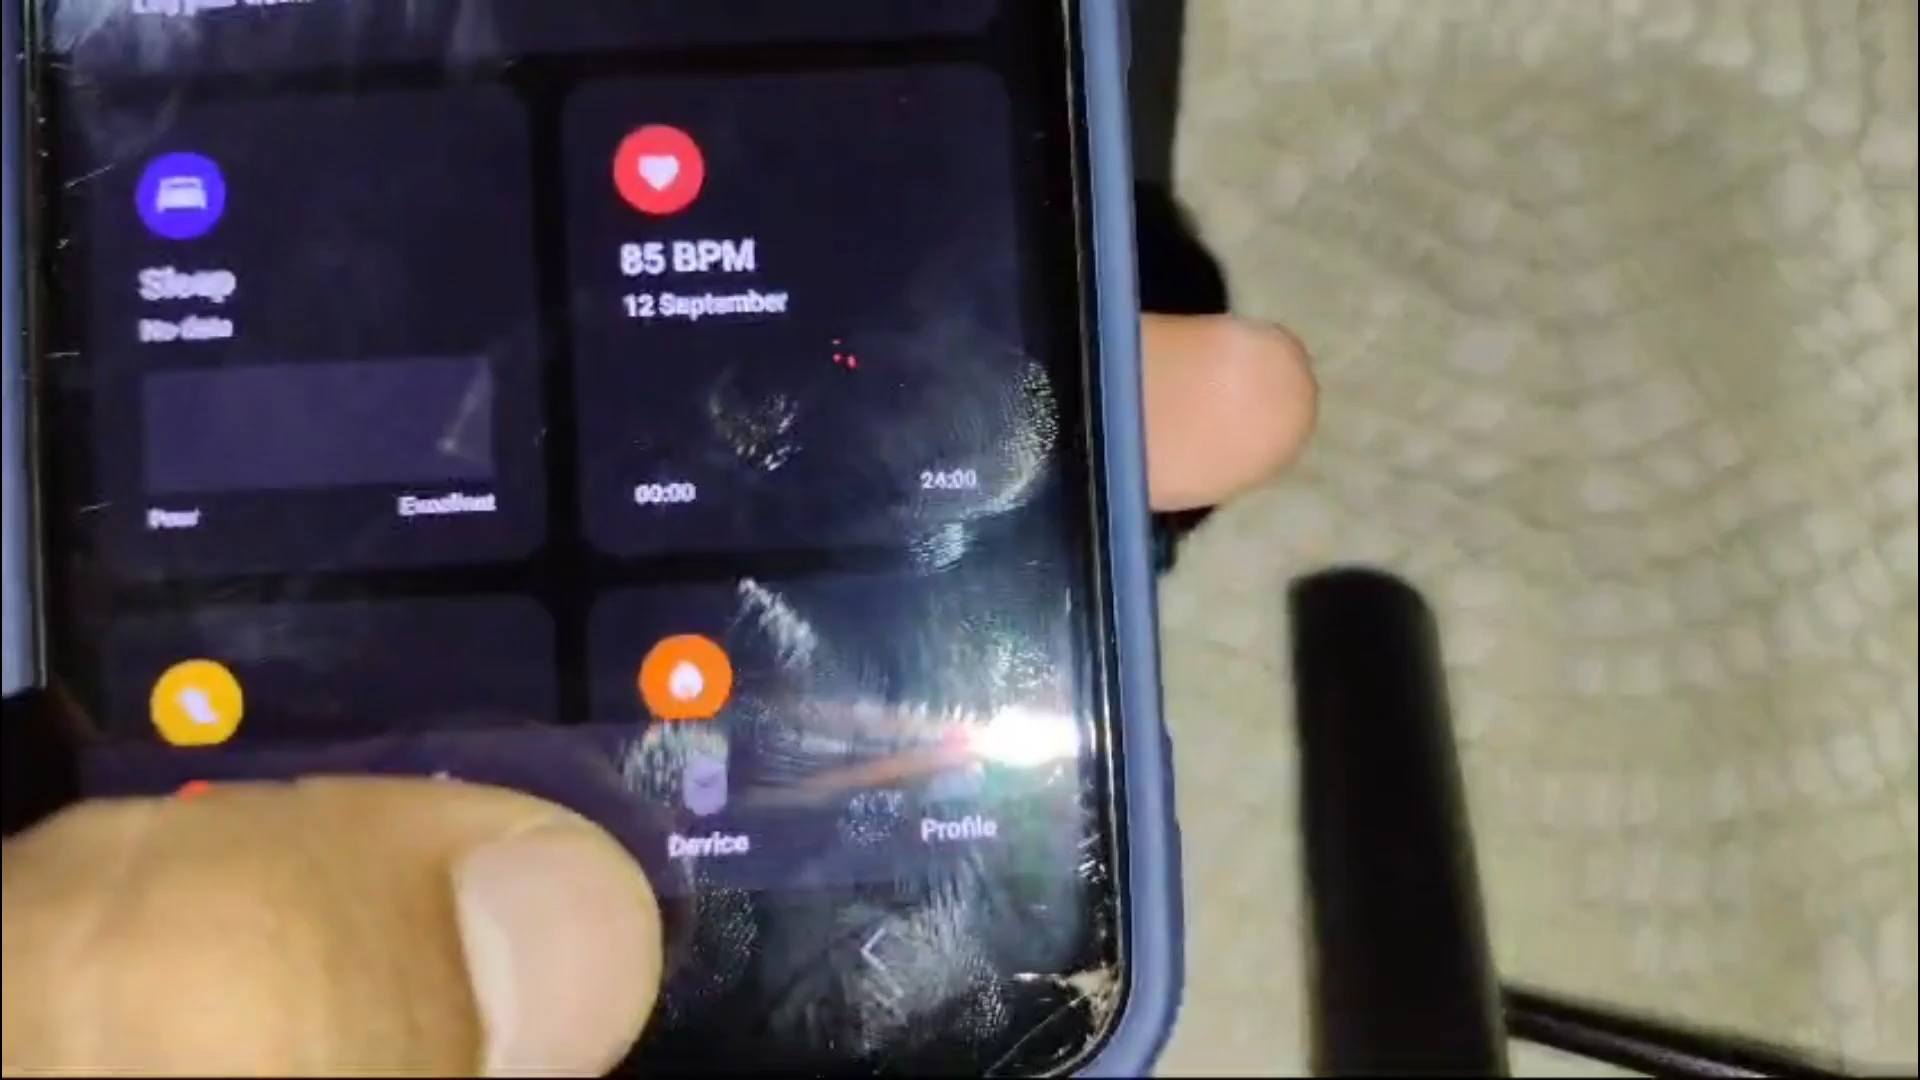 Sleep
No data
Poor
Excellent
85 BPM
12 September
00:00
24:00
Device
Profile